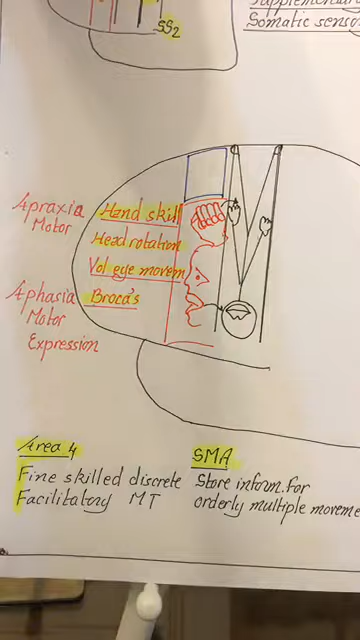 Supplementar
Somatic senso
SS2
Apraxia
Motor
Hand skill
Head rotation
Vol eye movem
Aphasia
Motor
Expression
Broca's
Area 4
Fine skilled discrete
Facilitatory MT
SMA
Store inform. for
orderly multiple moveme